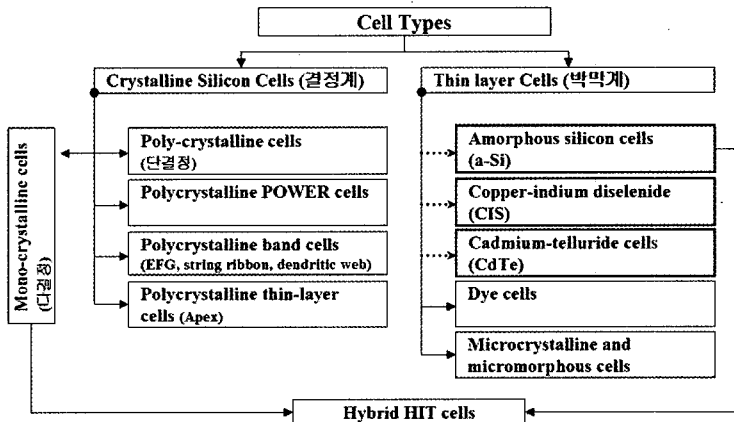 Cell Types
Crystalline Silicon Cells (결정계)
Thin layer Cells (박막계)
Mono-crystalline cells
(다결정)
Poly-crystalline cells
(단결정)
Polycrystalline POWER cells
Polycrystalline band cells
(EFG, string ribbon, dendritic web)
Polycrystalline thin-layer
cells (Apex)
Amorphous silicon cells
(a-Si)
Copper-indium diselenide
(CIS)
Cadmium-telluride cells
(CdTe)
Dye cells
Microcrystalline and
micromorphous cells
Hybrid HIT cells